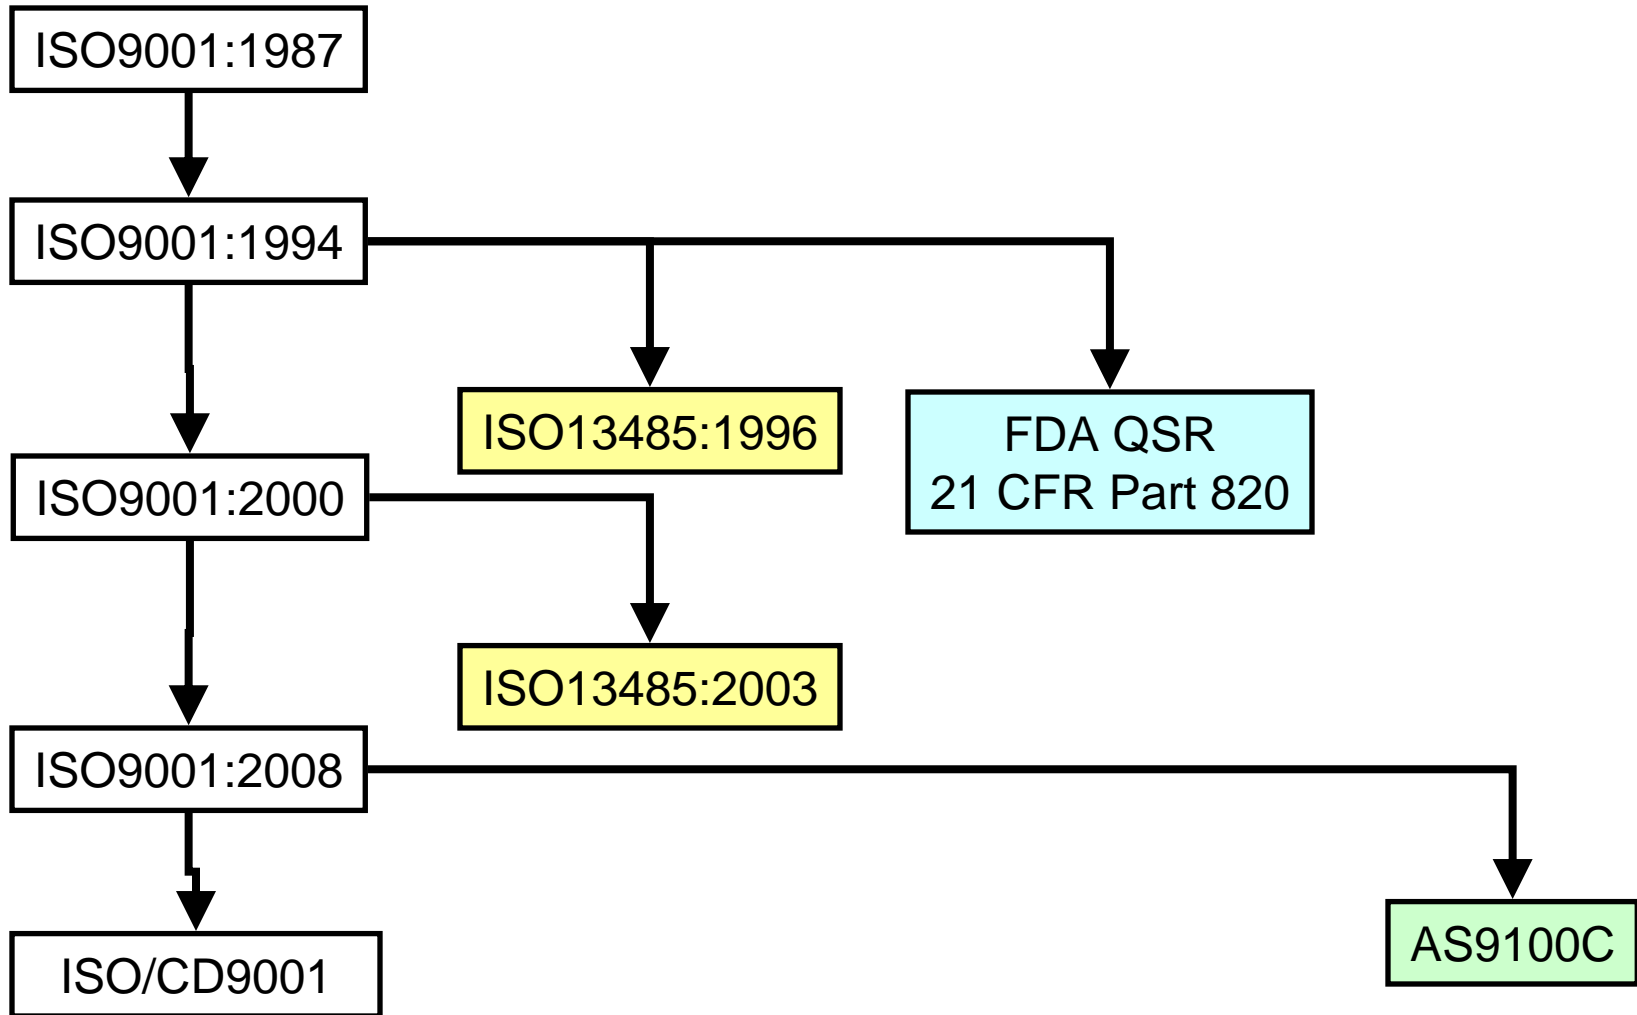 ISO9001:1987
ISO9001:1994
ISO13485:1996
FDA QSR
21 CFR Part 820
ISO9001:2000
ISO13485:2003
ISO9001:2008
AS9100C
ISO/CD9001